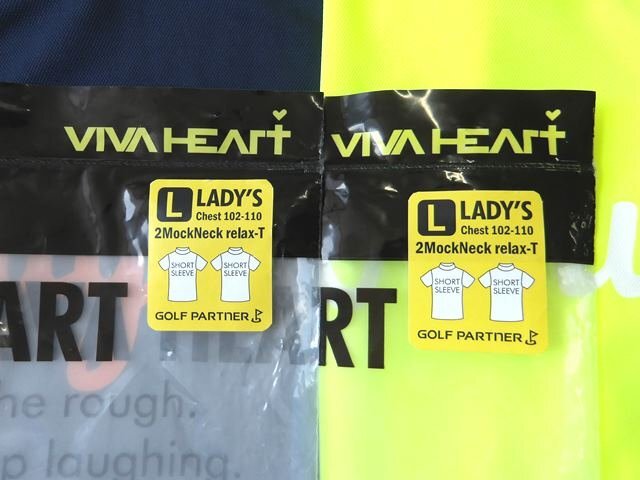 VIVA HEART
L LADY'S
Chest 102-110
2MockNeck relax-T
SHORT
SLEEVE
SHORT
SLEEVE
GOLF PARTNER
VIVA HEART
L LADY'S
Chest 102-110
2MockNeck relax-T
SHORT
SLEEVE
SHORT
SLEEVE
GOLF PARTNER
ART
HEART
he rough.
p laughing.